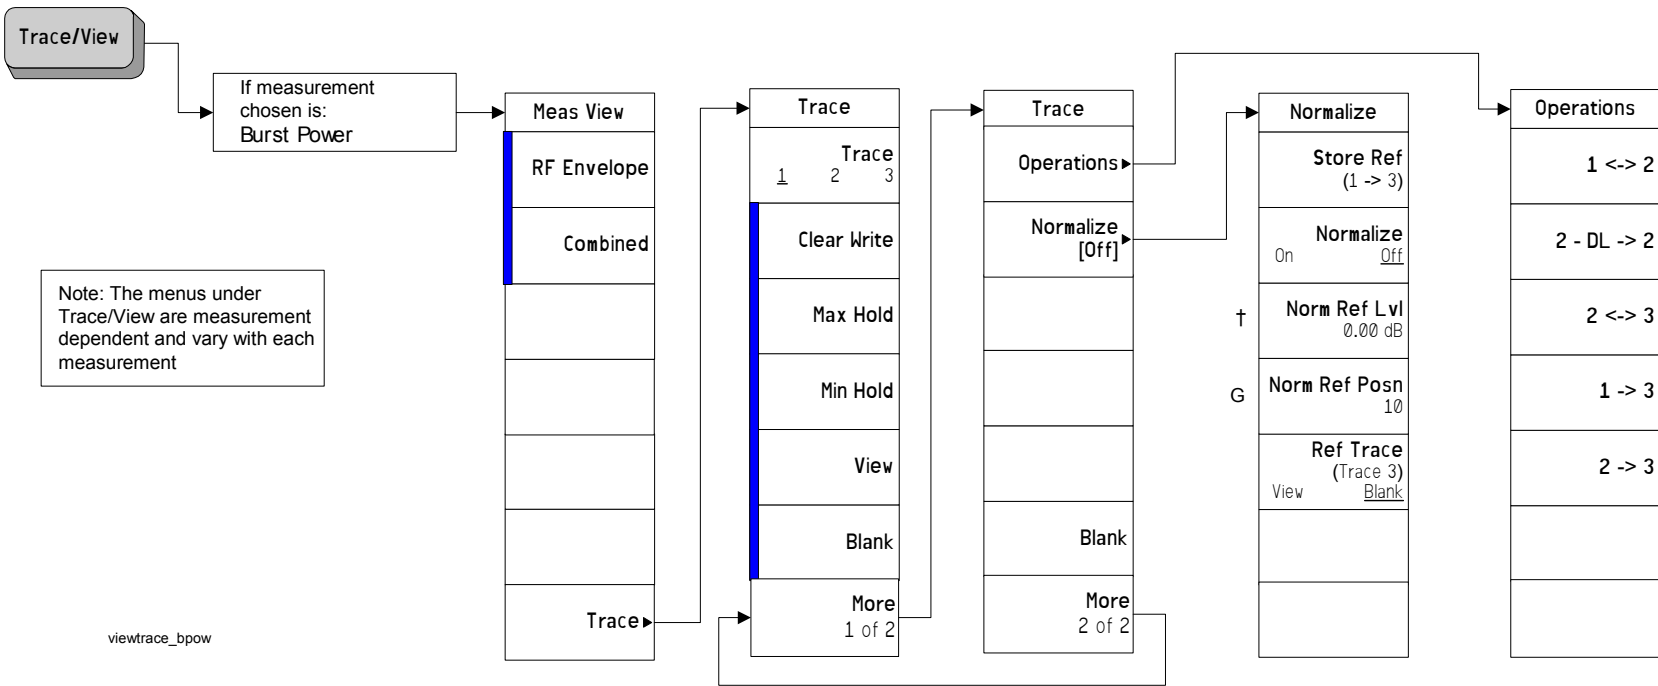 Trace/View
If measurement
chosen is:
Burst Power
Note: The menus under
Trace/View are measurement
dependent and vary with each
measurement
viewtrace_bpow
Meas View
RF Envelope
Combined
Trace
Trace
Trace
1 2 3
Clear Write
Max Hold
Min Hold
View
Blank
More
1 of 2
Trace
Operations
Normalize
[Off]
Blank
More
2 of 2
Normalize
Store Ref
(1 -> 3)
Normalize
On Off
† Norm Ref Lvl
0.00 dB
G Norm Ref Posn
10
Ref Trace
(Trace 3)
View Blank
Operations
1 <-> 2
2 - DL -> 2
2 <-> 3
1 -> 3
2 -> 3